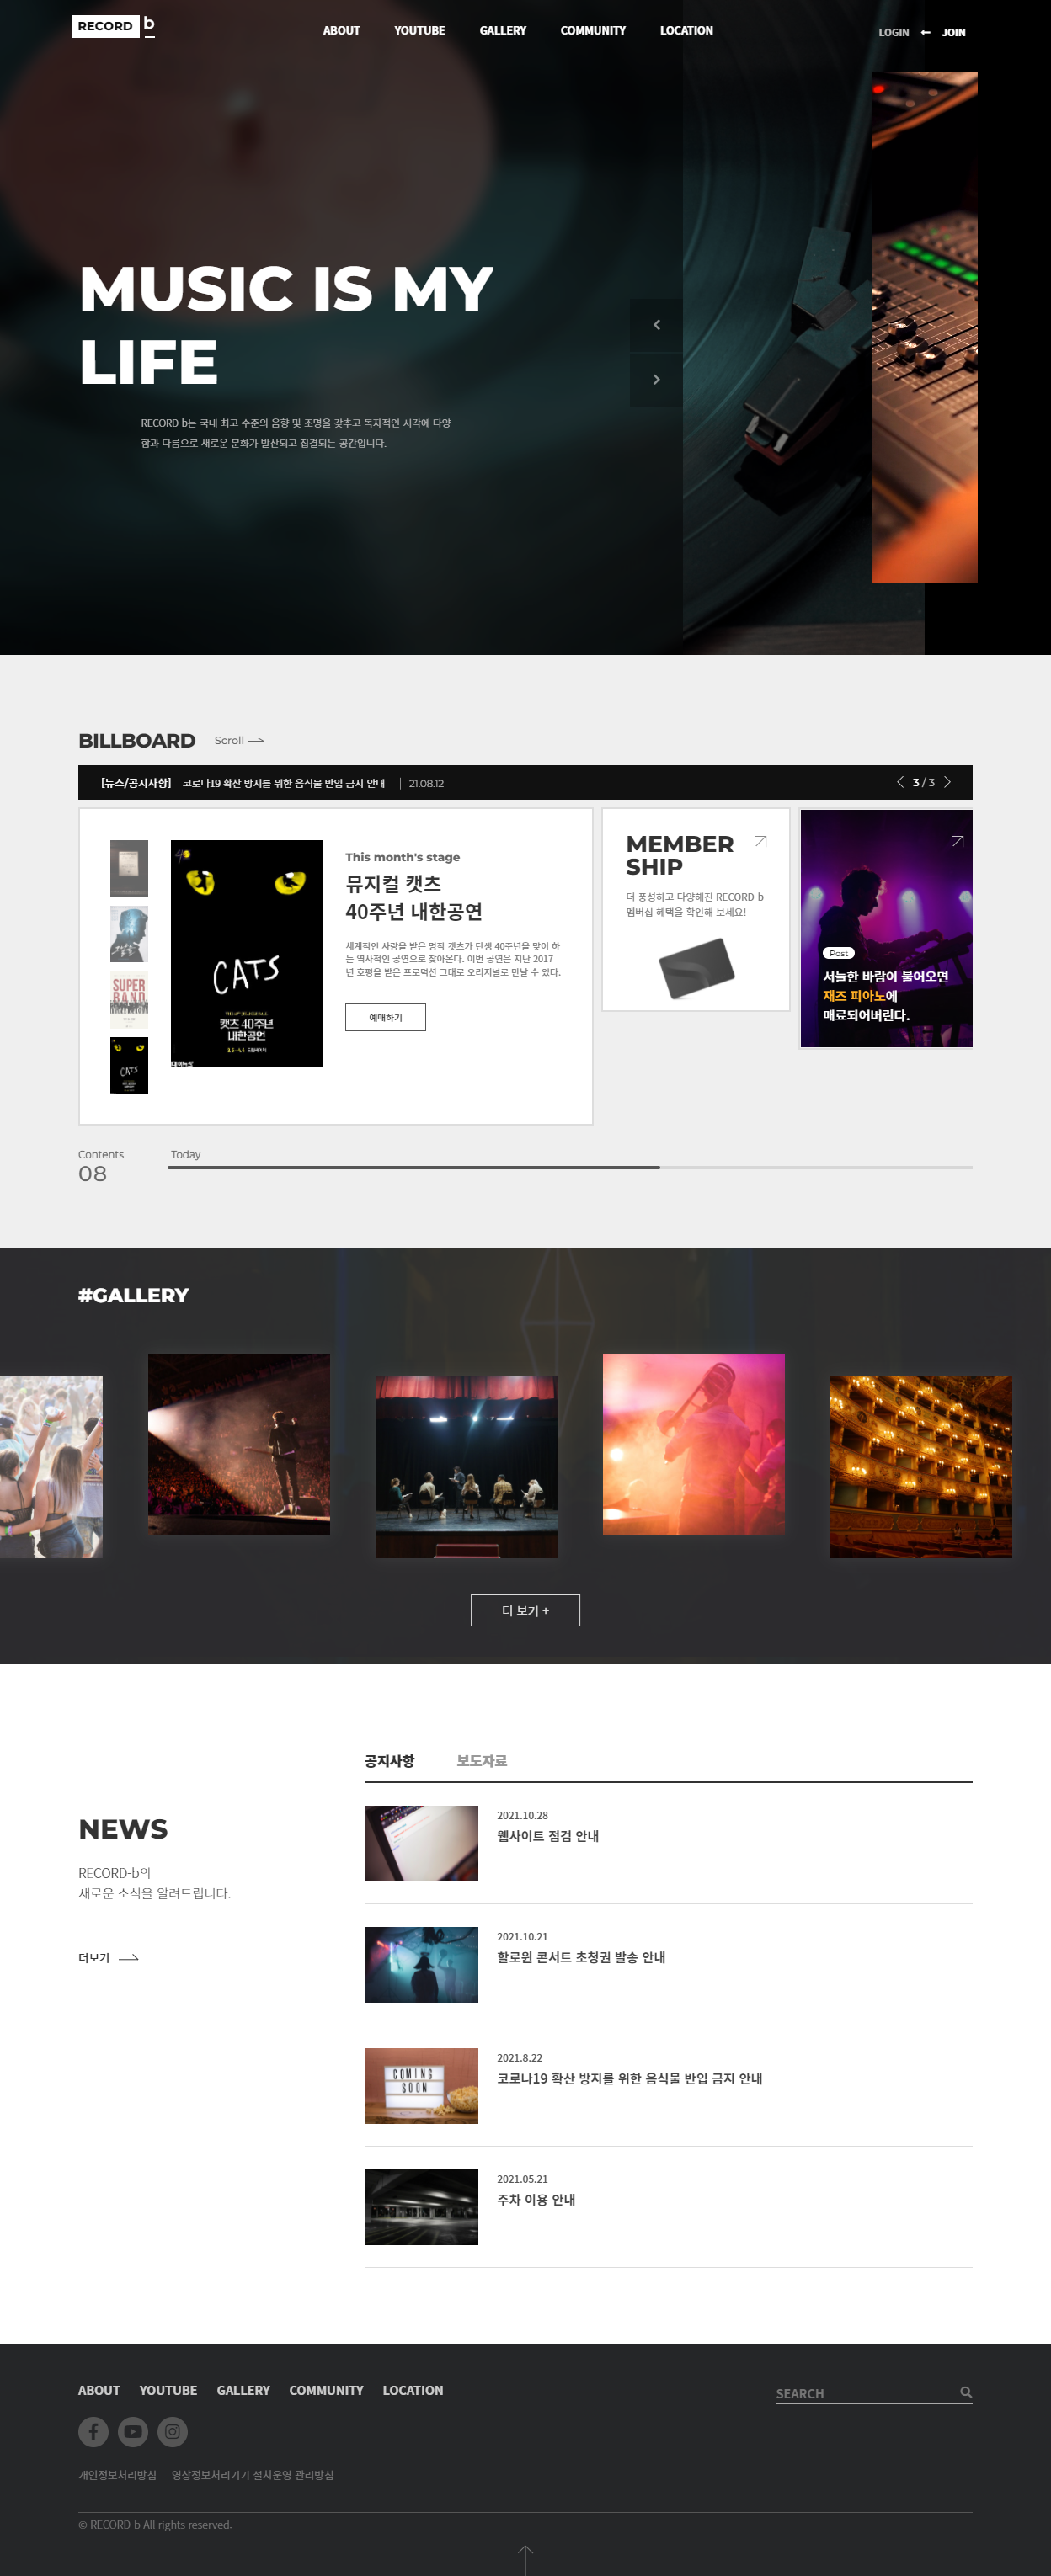 RECORD b
ABOUT YOUTUBE GALLERY COMMUNITY LOCATION
LOGIN JOIN
MUSIC IS MY
LIFE
RECORD-b는 국내 최고 수준의 음향 및 조명을 갖추고 독자적인 시각에 다양
함과 다름으로 새로운 문화가 발산되고 집결되는 공간입니다.
BILLBOARD Scroll
[뉴스/공지사항] 코로나19 확산 방지를 위한 음식물 반입 금지 안내 | 21.08.12
3 / 3
SUPER
BAND
CATS
CATS
캣츠 40주년
내한공연
This month's stage
뮤지컬 캣츠
40주년 내한공연
세계적인 사랑을 받은 명작 캣츠가 탄생 40주년을 맞이 하
는 역사적인 공연으로 찾아온다. 이번 공연은 지난 2017
년 호평을 받은 프로덕션 그대로 오리지널로 만날 수 있다.
예매하기
MEMBER
SHIP
더 풍성하고 다양해진 RECORD-b
멤버십 혜택을 확인해 보세요!
Post
서늘한 바람이 불어오면
재즈 피아노에
매료되어버린다.
Contents
08
Today
#GALLERY
더 보기 +
NEWS
RECORD-b의
새로운 소식을 알려드립니다.
더보기
공지사항 보도자료
2021.10.28
웹사이트 점검 안내
2021.10.21
할로윈 콘서트 초청권 발송 안내
COMING
SOON
2021.8.22
코로나19 확산 방지를 위한 음식물 반입 금지 안내
2021.05.21
주차 이용 안내
ABOUT YOUTUBE GALLERY COMMUNITY LOCATION
SEARCH
개인정보처리방침 영상정보처리기기 설치운영 관리방침
© RECORD-b All rights reserved.